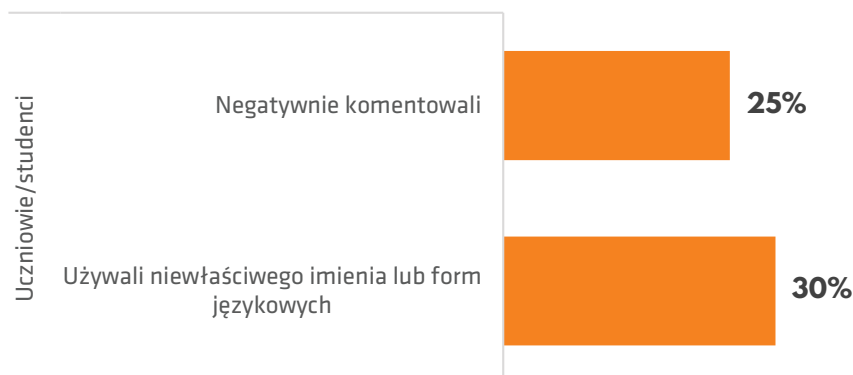 Uczniowie/studenci
Negatywnie komentowali
25%
Używali niewłaściwego imienia lub form
językowych
30%